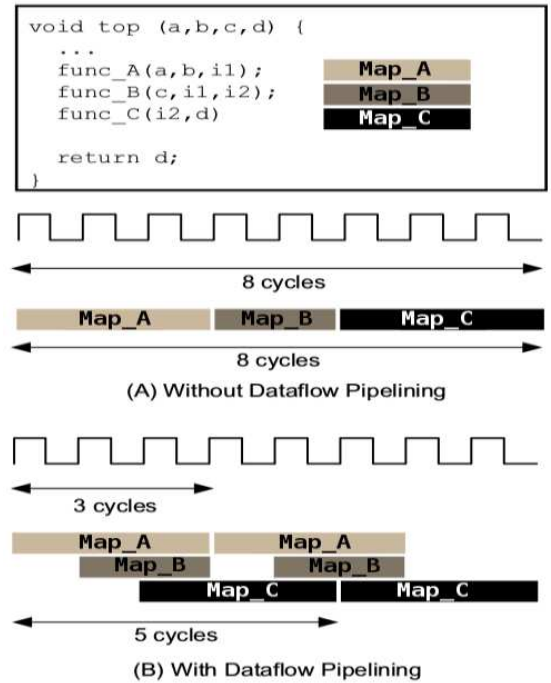 void top (a,b,c,d) {
...
func_A(a,b,i1);
func_B(c,i1,i2);
func_C(i2,d)
return d;
}
Map_A
Map_B
Map_C
8 cycles
Map_A Map_B Map_C
8 cycles
(A) Without Dataflow Pipelining
3 cycles
Map_A Map_A
Map_B Map_B
Map_C Map_C
5 cycles
(B) With Dataflow Pipelining